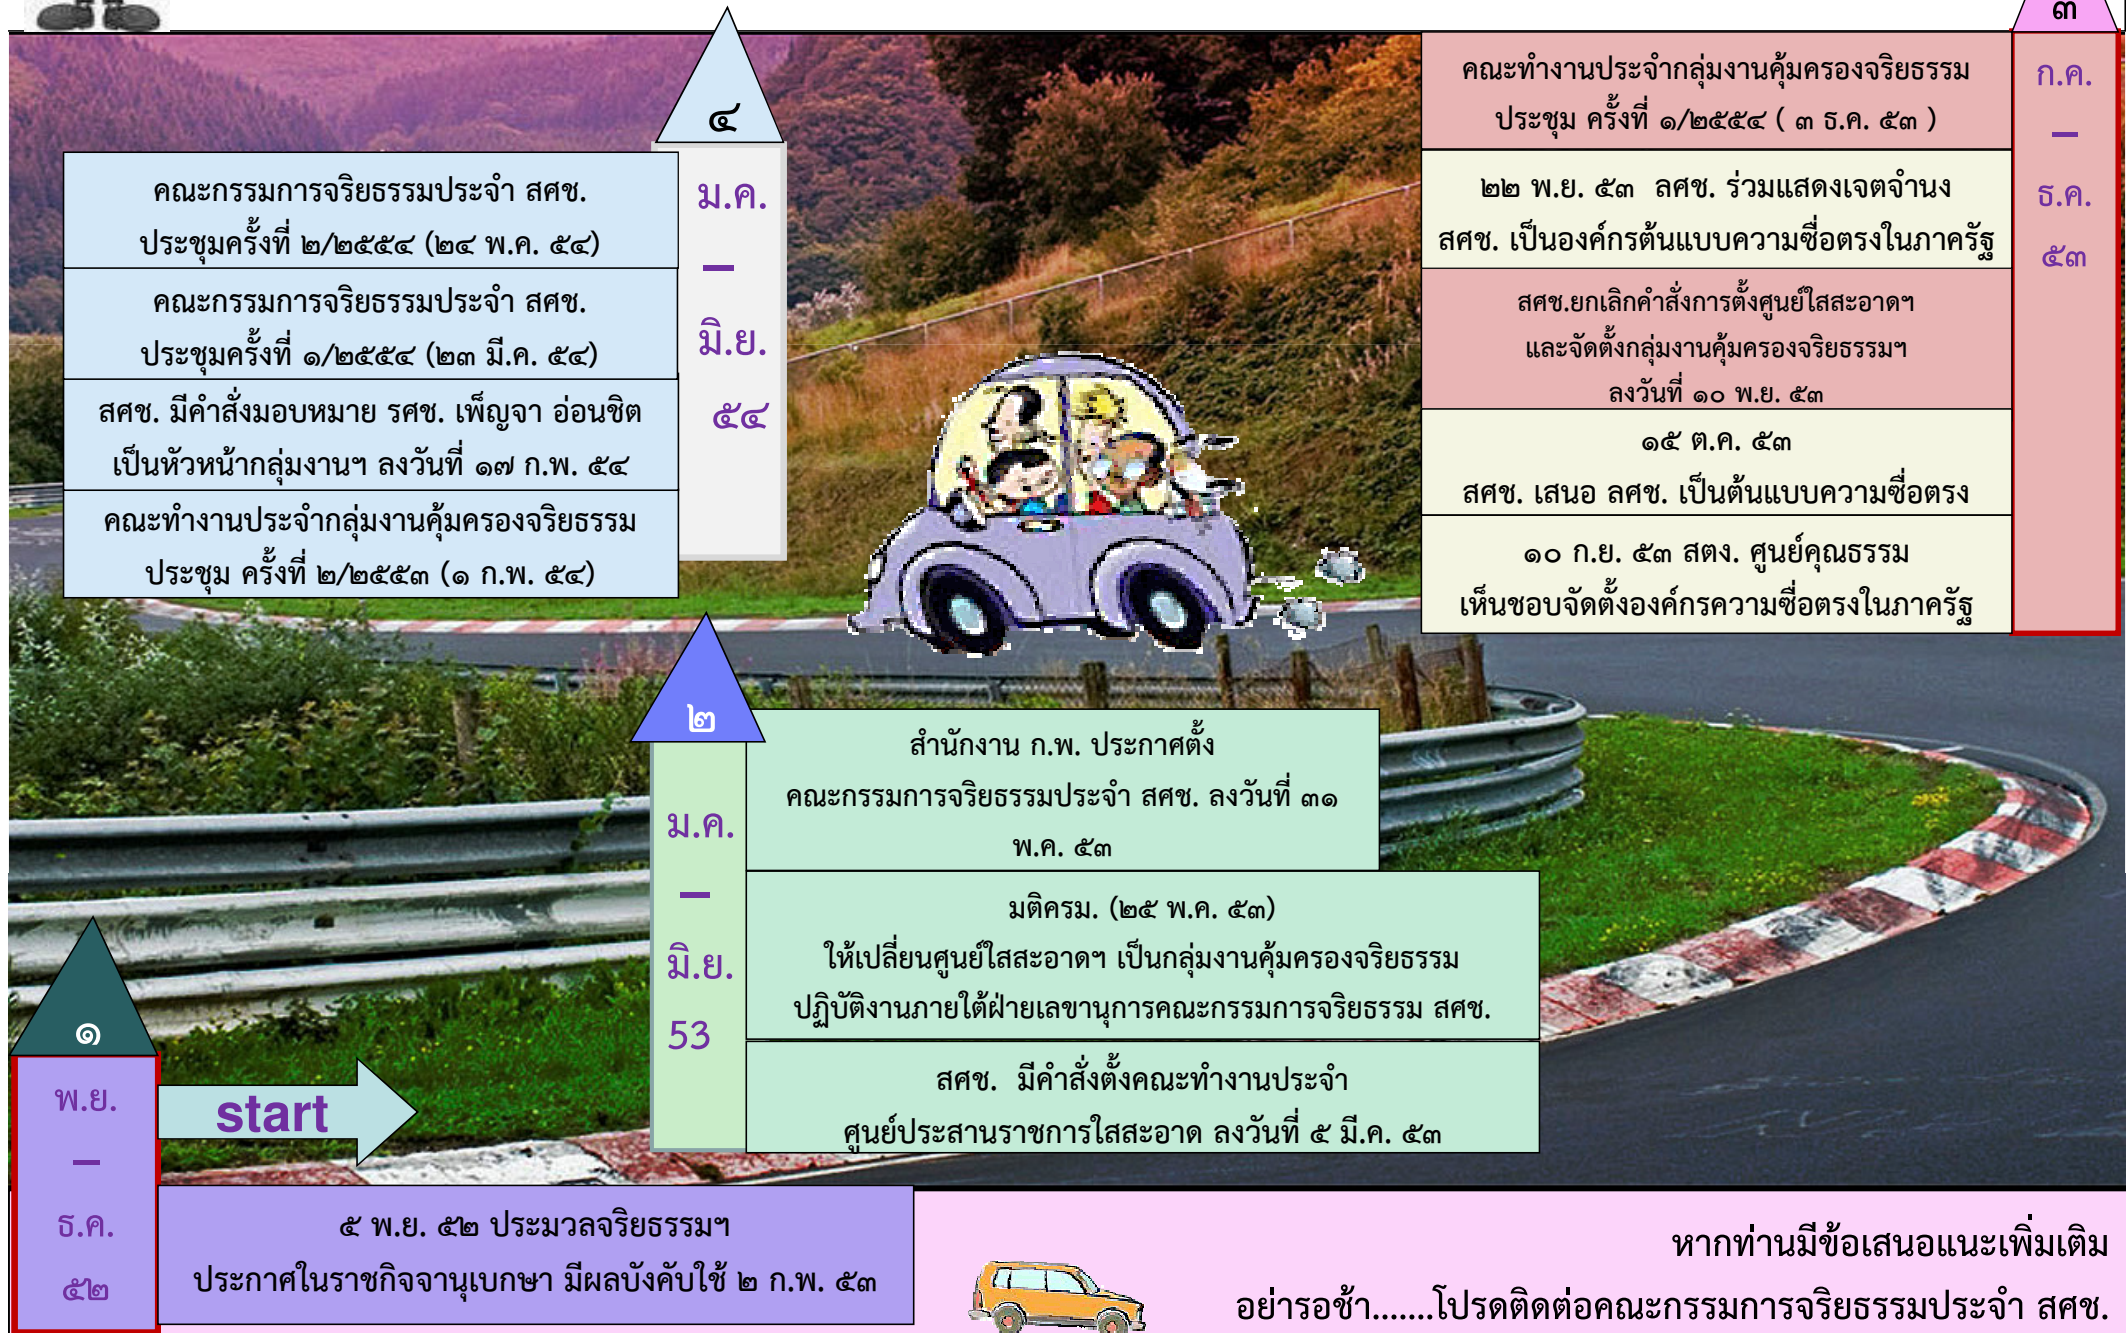 ๓
ก.ค.
–
ธ.ค.
๕๓
คณะทำงานประจำกลุ่มงานคุ้มครองจริยธรรม
ประชุม ครั้งที่ ๑/๒๕๕๔ ( ๓ ธ.ค. ๕๓ )
๒๒ พ.ย. ๕๓ ลศช. ร่วมแสดงเจตจำนง
สศช. เป็นองค์กรต้นแบบความซื่อตรงในภาครัฐ
สศช.ยกเลิกคำสั่งการตั้งศูนย์ใสสะอาดฯ
และจัดตั้งกลุ่มงานคุ้มครองจริยธรรมฯ
ลงวันที่ ๑๐ พ.ย. ๕๓
๑๕ ต.ค. ๕๓
สศช. เสนอ ลศช. เป็นต้นแบบความซื่อตรง
๑๐ ก.ย. ๕๓ สตง. ศูนย์คุณธรรม
เห็นชอบจัดตั้งองค์กรความซื่อตรงในภาครัฐ
๔
ม.ค.
–
มิ.ย.
๕๔
คณะกรรมการจริยธรรมประจำ สศช.
ประชุมครั้งที่ ๒/๒๕๕๔ (๒๔ พ.ค. ๕๔)
คณะกรรมการจริยธรรมประจำ สศช.
ประชุมครั้งที่ ๑/๒๕๕๔ (๒๓ มี.ค. ๕๔)
สศช. มีคำสั่งมอบหมาย รศช. เพ็ญจา อ่อนชิต
เป็นหัวหน้ากลุ่มงานฯ ลงวันที่ ๑๗ ก.พ. ๕๔
คณะทำงานประจำกลุ่มงานคุ้มครองจริยธรรม
ประชุม ครั้งที่ ๒/๒๕๕๓ (๑ ก.พ. ๕๔)
๒
ม.ค.
–
มิ.ย.
53
สำนักงาน ก.พ. ประกาศตั้ง
คณะกรรมการจริยธรรมประจำ สศช. ลงวันที่ ๓๑
พ.ค. ๕๓
มติครม. (๒๕ พ.ค. ๕๓)
ให้เปลี่ยนศูนย์ใสสะอาดฯ เป็นกลุ่มงานคุ้มครองจริยธรรม
ปฏิบัติงานภายใต้ฝ่ายเลขานุการคณะกรรมการจริยธรรม สศช.
สศช. มีคำสั่งตั้งคณะทำงานประจำ
ศูนย์ประสานราชการใสสะอาด ลงวันที่ ๕ มี.ค. ๕๓
๑
พ.ย.
–
ธ.ค.
๕๒
start
๕ พ.ย. ๕๒ ประมวลจริยธรรมฯ
ประกาศในราชกิจจานุเบกษา มีผลบังคับใช้ ๒ ก.พ. ๕๓
หากท่านมีข้อเสนอแนะเพิ่มเติม
อย่ารอช้า.......โปรดติดต่อคณะกรรมการจริยธรรมประจำ สศช.